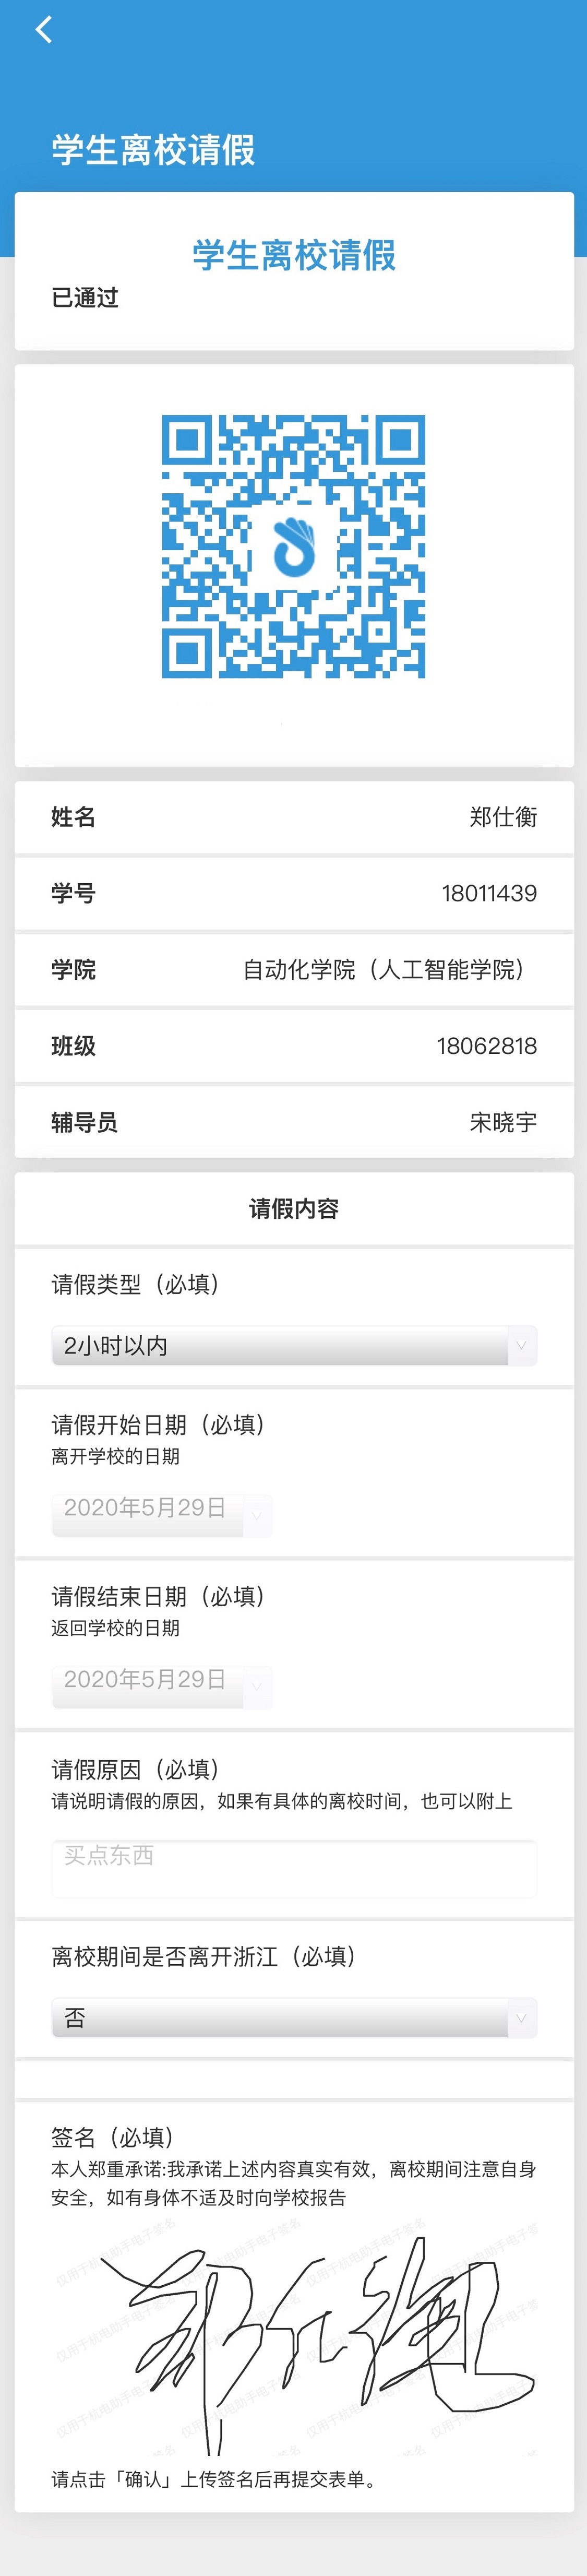 学生离校请假
学生离校请假
已通过
姓名 郑仕衡
学号 18011439
学院 自动化学院（人工智能学院）
班级 18062818
辅导员 宋晓宇
请假内容
请假类型（必填）
2小时以内
请假开始日期（必填）
离开学校的日期
2020年5月29日
请假结束日期（必填）
返回学校的日期
2020年5月29日
请假原因（必填）
请说明请假的原因，如果有具体的离校时间，也可以附上
买点东西
离校期间是否离开浙江（必填）
否
签名（必填）
本人郑重承诺:我承诺上述内容真实有效，离校期间注意自身
安全，如有身体不适及时向学校报告
仅用于杭电助手电子签名
郑仕衡
请点击「确认」上传签名后再提交表单。